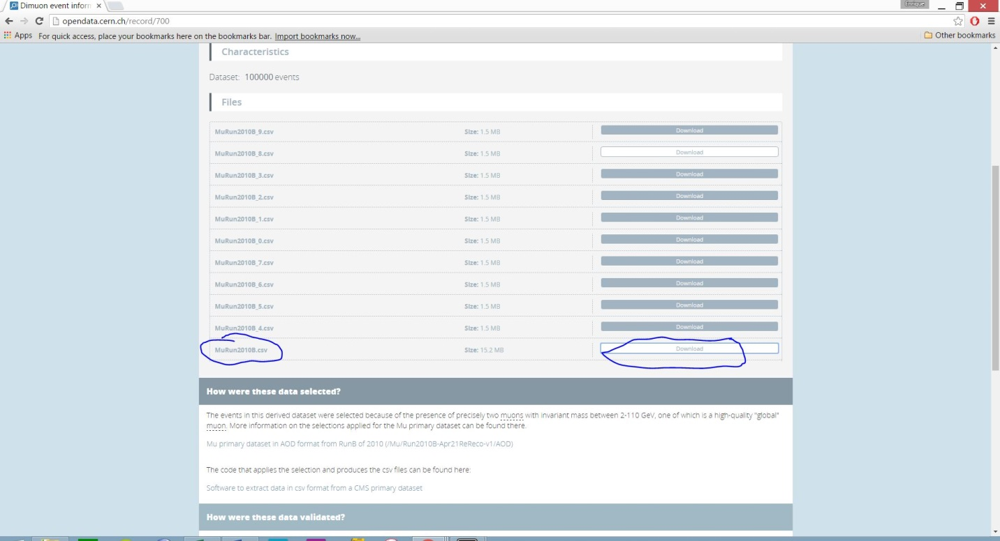 Dimuon event inforn
Enrique
opendata.cern.ch/record/700
Apps For quick access, place your bookmarks here on the bookmarks bar. Import bookmarks now... Other bookmarks
Characteristics
Dataset: 100000 events
Files
MuRun2010B_9.csv Size: 1.5 MB Download
MuRun2010B_8.csv Size: 1.5 MB Download
MuRun2010B_3.csv Size: 1.5 MB Download
MuRun2010B_2.csv Size: 1.5 MB Download
MuRun2010B_1.csv Size: 1.5 MB Download
MuRun2010B_0.csv Size: 1.5 MB Download
MuRun2010B_7.csv Size: 1.5 MB Download
MuRun2010B_6.csv Size: 1.5 MB Download
MuRun2010B_5.csv Size: 1.5 MB Download
MuRun2010B_4.csv Size: 1.5 MB Download
MuRun2010B.csv Size: 15.2 MB Download
How were these data selected?
The events in this derived dataset were selected because of the presence of precisely two muons with invariant mass between 2-110 GeV, one of which is a high-quality "global"
muon. More information on the selections applied for the Mu primary dataset can be found there.
Mu primary dataset in AOD format from RunB of 2010 (/Mu/Run2010B-Apr21ReReco-v1/AOD)
The code that applies the selection and produces the csv files can be found here:
Software to extract data in csv format from a CMS primary dataset
How were these data validated?